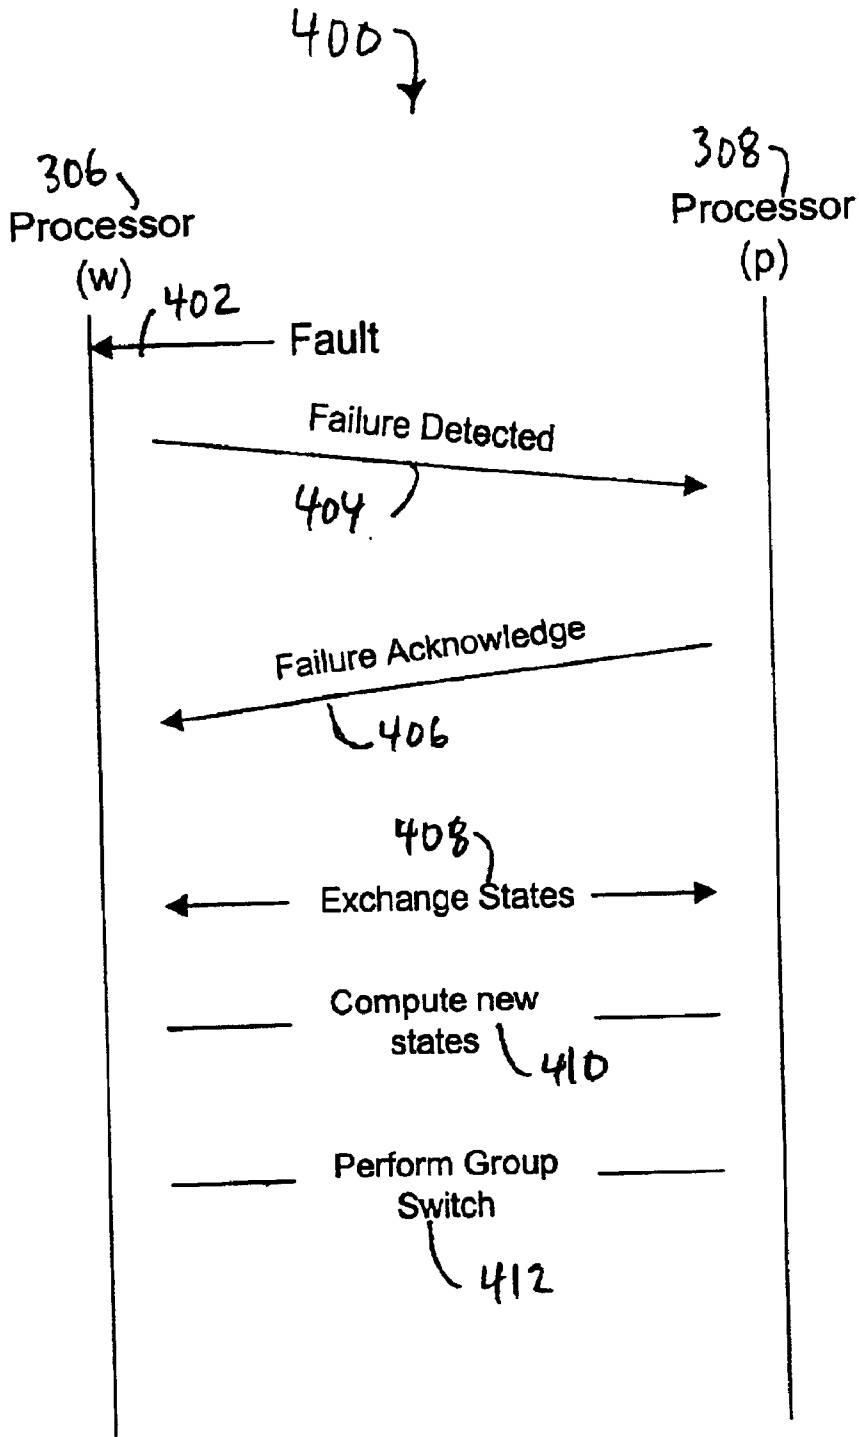 400
306
308
Processor
(w)
Processor
(p)
402
Fault
Failure Detected
404
Failure Acknowledge
406
408
Exchange States
Compute new
states
410
Perform Group
Switch
412